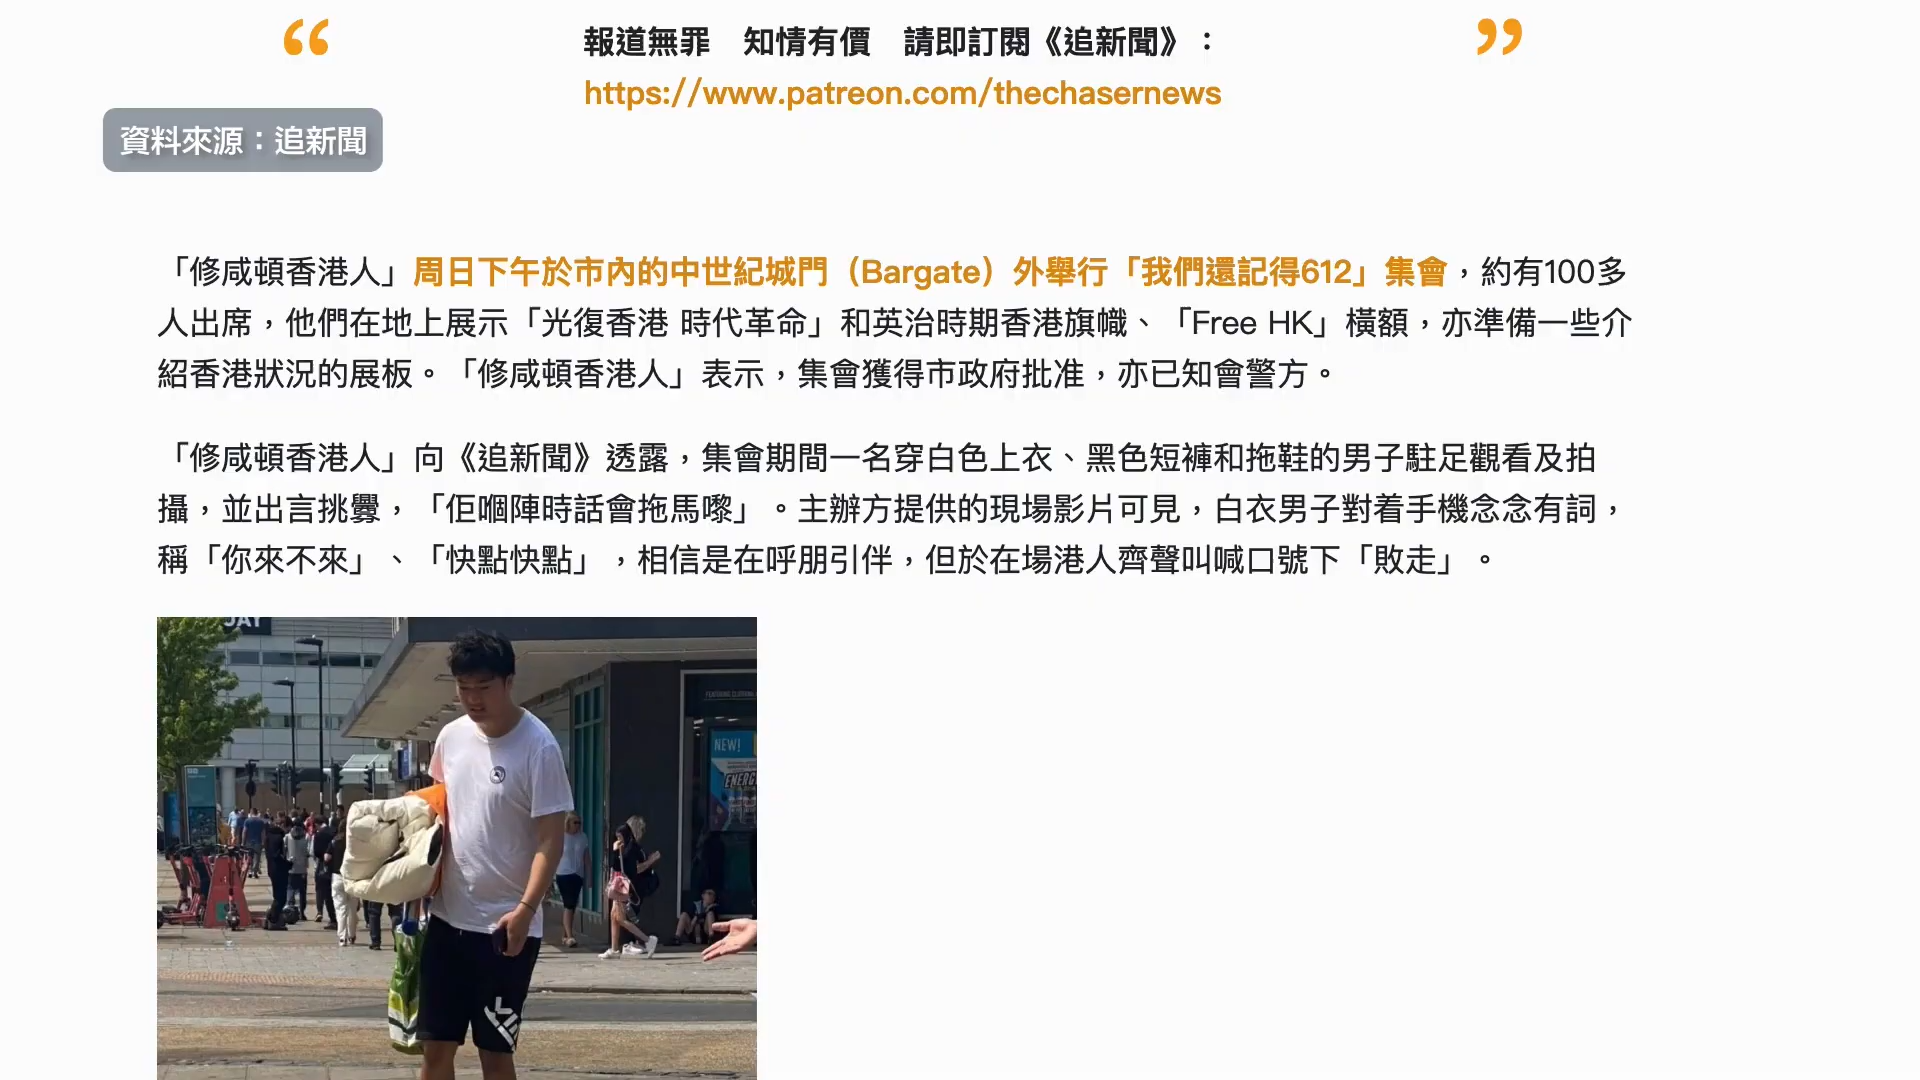 報道無罪　知情有價　請即訂閱《追新聞》：
https://www.patreon.com/thechasernews
資料來源：追新聞
「修咸頓香港人」周日下午於市內的中世紀城門（Bargate）外舉行「我們還記得612」集會，約有100多
人出席，他們在地上展示「光復香港 時代革命」和英治時期香港旗幟、「Free HK」橫額，亦準備一些介
紹香港狀況的展板。「修咸頓香港人」表示，集會獲得市政府批准，亦已知會警方。
「修咸頓香港人」向《追新聞》透露，集會期間一名穿白色上衣、黑色短褲和拖鞋的男子駐足觀看及拍
攝，並出言挑釁，「佢嗰陣時話會拖馬嚟」。主辦方提供的現場影片可見，白衣男子對着手機念念有詞，
稱「你來不來」、「快點快點」，相信是在呼朋引伴，但於在場港人齊聲叫喊口號下「敗走」。
NEW!